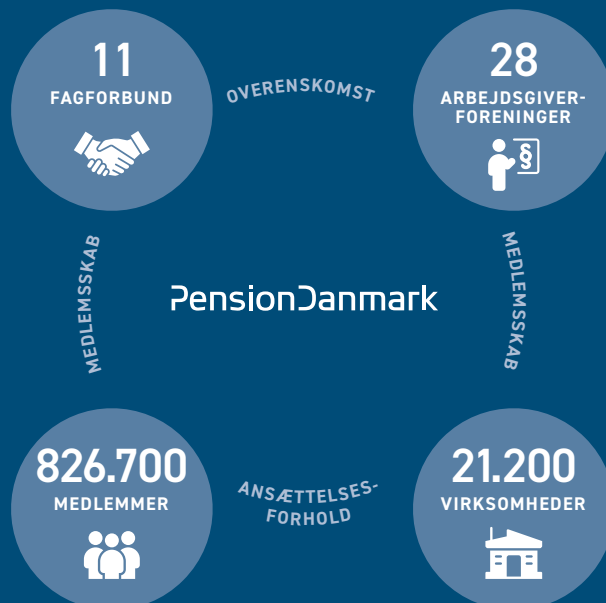 11
FAGFORBUND
OVERENSKOMST
28
ARBEJDSGIVER-
FORENINGER
§
MEDLEMSSKAB
PensionDanmark
MEDLEMSSKAB
826.700
MEDLEMMER
ANSÆTTELSES-
FORHOLD
21.200
VIRKSOMHEDER